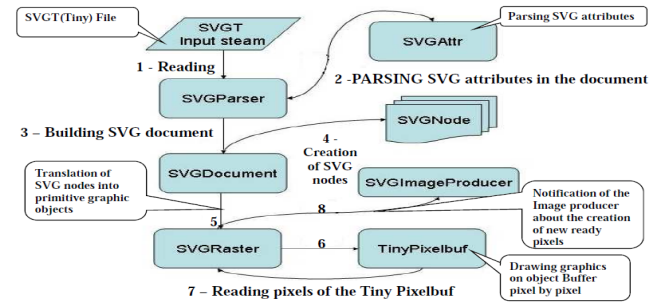 SVGT(Tiny) File
SVGT
Input steam
SVGAttr
Parsing SVG attributes
1 - Reading
2 -PARSING SVG attributes in the document
SVGParser
3 – Building SVG document
SVGNode
4 -
Creation
of SVG
nodes
Translation of
SVG nodes into
primitive graphic
objects
SVGDocument
SVGImageProducer
Notification of the
Image producer
about the creation
of new ready
pixels
5
8
SVGRaster
6
TinyPixelbuf
Drawing graphics
on object Buffer
pixel by pixel
7 – Reading pixels of the Tiny Pixelbuf